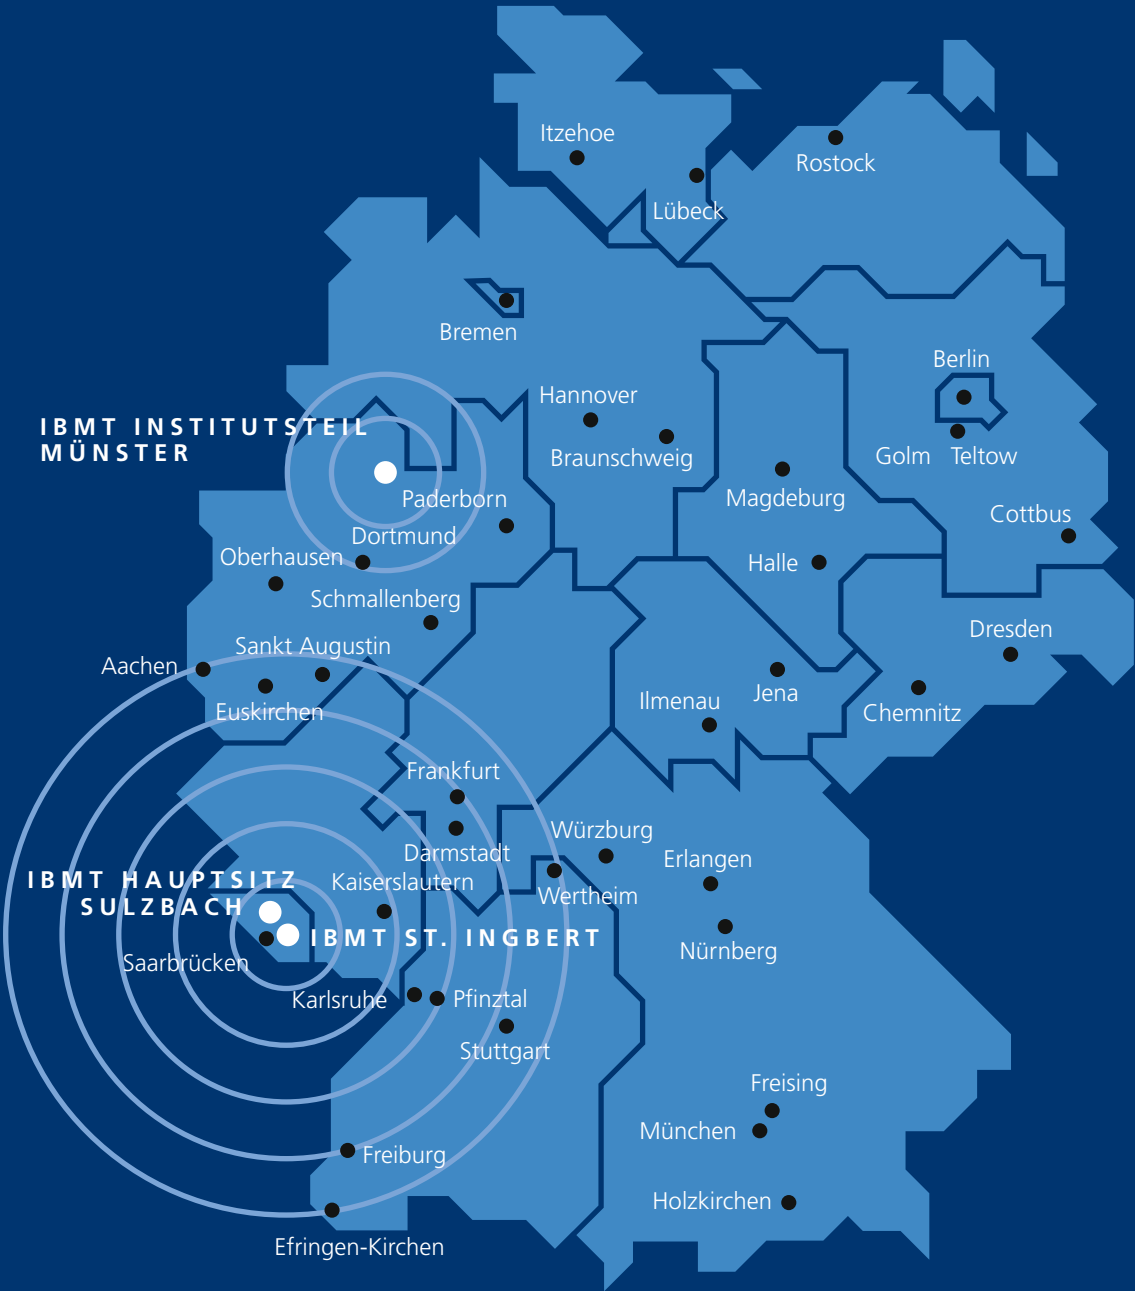 Itzehoe
Rostock
Lübeck
Bremen
Berlin
Hannover
IBMT INSTITUTSTEIL
MÜNSTER
Braunschweig
Golm Teltow
Magdeburg
Paderborn
Cottbus
Dortmund
Oberhausen
Halle
Schmallenberg
Dresden
Sankt Augustin
Aachen
Jena
Ilmenau
Euskirchen
Chemnitz
Frankfurt
Würzburg
Darmstadt
Erlangen
IBMT HAUPTSITZ
SULZBACH
Kaiserslautern
Wertheim
IBMT ST. INGBERT
Nürnberg
Saarbrücken
Karlsruhe
Pfinztal
Stuttgart
Freising
München
Freiburg
Holzkirchen
Efringen-Kirchen